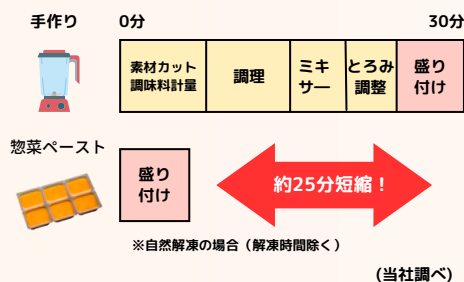 手作り
0分
30分
素材カット
調味料計量
調理
ミキ
サー
とろみ
調整
盛り
付け
惣菜ペースト
盛り
付け
約25分短縮！
※自然解凍の場合（解凍時間除く）
(当社調べ)